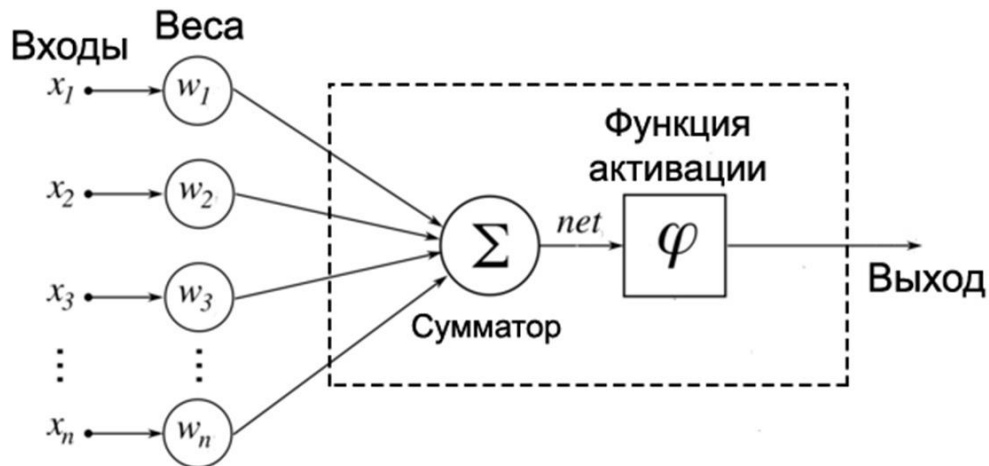 Входы
Веса
x1
w1
x2
w2
x3
w3
xn
wn
Σ
Сумматор
net
Функция
активации
φ
Выход